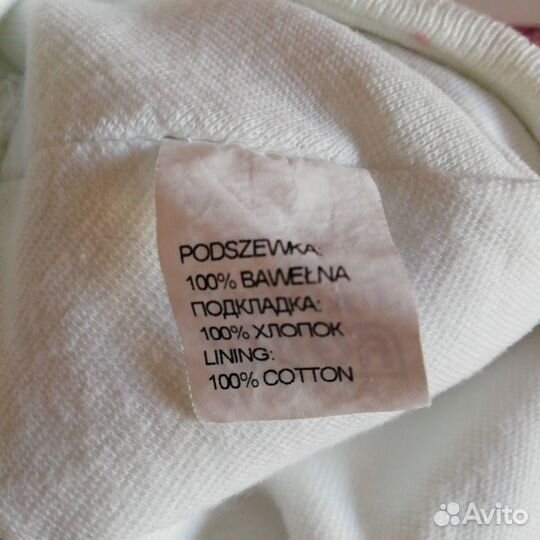 PODSZEWKA:
100% BAWEŁNA
ПОДКЛАДКА:
100% ХЛОПОК
LINING:
100% COTTON
Avito